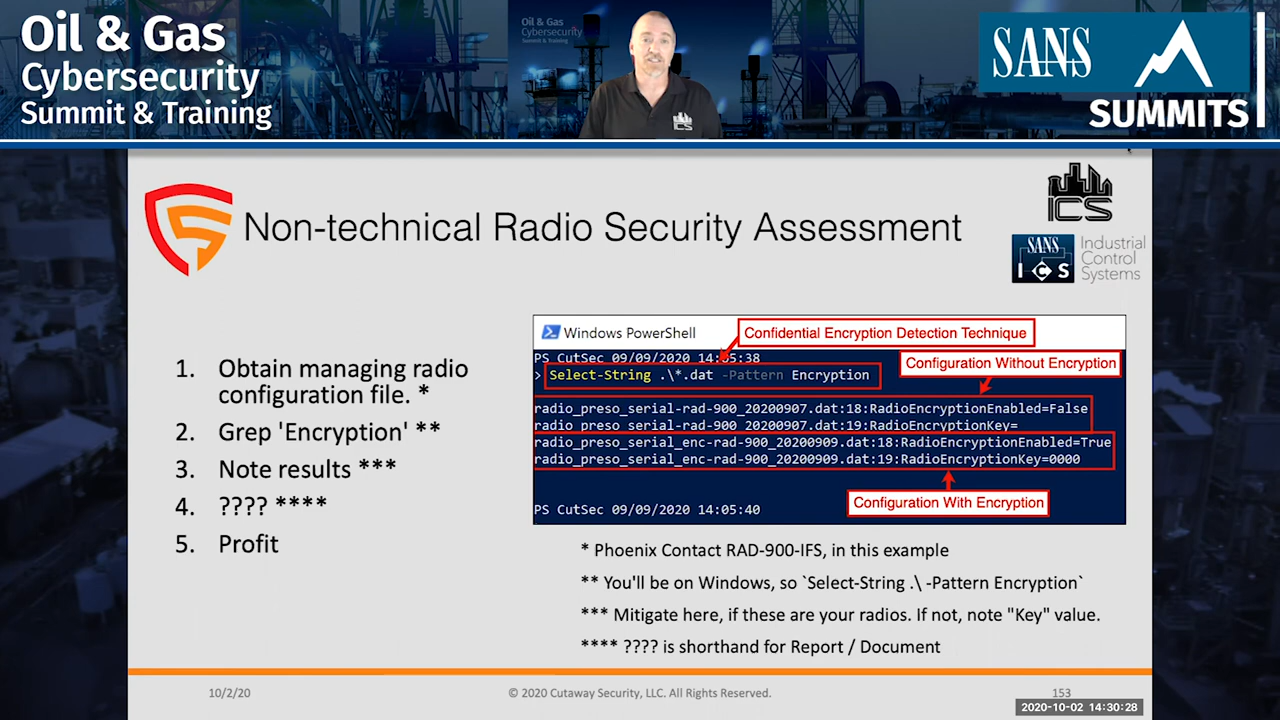 Oil & Gas
Cybersecurity
Summit & Training
Oil & Gas
Cybersecurity
Summit & Training
ICS
SANS
SUMMITS
Non-technical Radio Security Assessment
ICS
SANS
ICS
Industrial
Control
Systems
1. Obtain managing radio
configuration file. *
2. Grep 'Encryption' **
3. Note results ***
4. ???? ****
5. Profit
Windows PowerShell
Confidential Encryption Detection Technique
PS CutSec 09/09/2020 14:05:38
> Select-String .\*.dat -Pattern Encryption
Configuration Without Encryption
radio_preso_serial-rad-900_20200907.dat:18:RadioEncryptionEnabled=False
radio_preso_serial-rad-900_20200907.dat:19:RadioEncryptionKey=
radio_preso_serial_enc-rad-900_20200909.dat:18:RadioEncryptionEnabled=True
radio_preso_serial_enc-rad-900_20200909.dat:19:RadioEncryptionKey=0000
Configuration With Encryption
PS CutSec 09/09/2020 14:05:40
* Phoenix Contact RAD-900-IFS, in this example
** You'll be on Windows, so `Select-String .\ -Pattern Encryption`
*** Mitigate here, if these are your radios. If not, note "Key" value.
**** ???? is shorthand for Report / Document
10/2/20
© 2020 Cutaway Security, LLC. All Rights Reserved.
153
2020-10-02 14:30:28